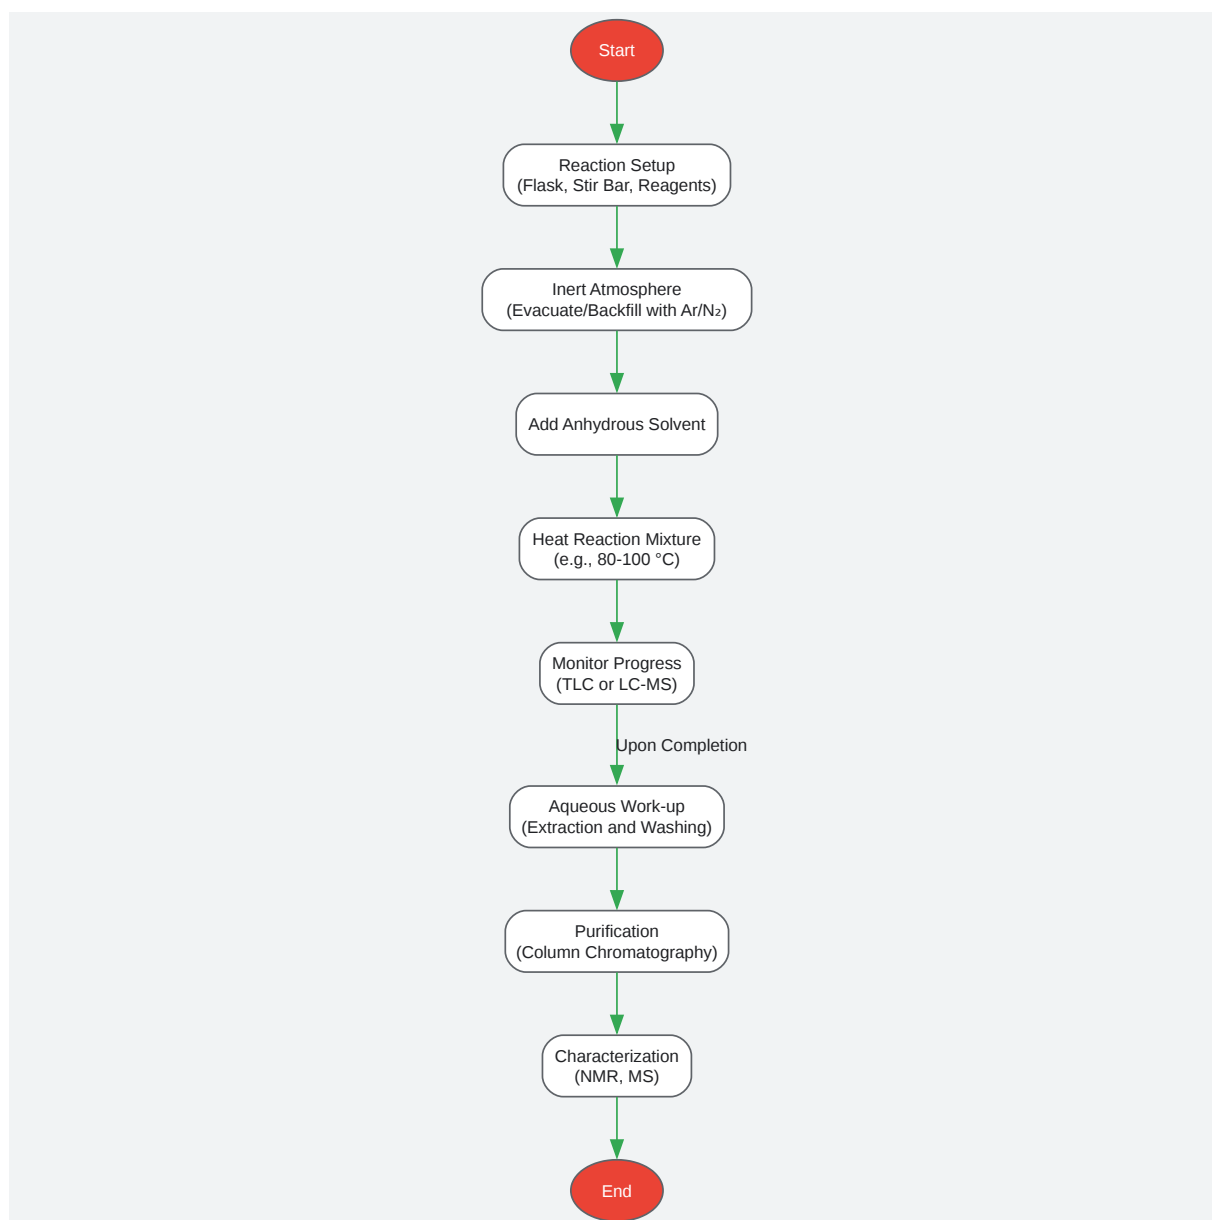 Start
Reaction Setup
(Flask, Stir Bar, Reagents)
Inert Atmosphere
(Evacuate/Backfill with Ar/N₂)
Add Anhydrous Solvent
Heat Reaction Mixture
(e.g., 80-100 °C)
Monitor Progress
(TLC or LC-MS)
Upon Completion
Aqueous Work-up
(Extraction and Washing)
Purification
(Column Chromatography)
Characterization
(NMR, MS)
End